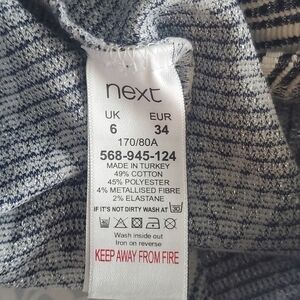 next
UK EUR
6 34
170/80A
568-945-124
MADE IN TURKEY
49% COTTON
45% POLYESTER
4% METALLISED FIBRE
2% ELASTANE
IF IT'S NOT DIRTY WASH AT 30
Wash inside out
Iron on reverse
KEEP AWAY FROM FIRE